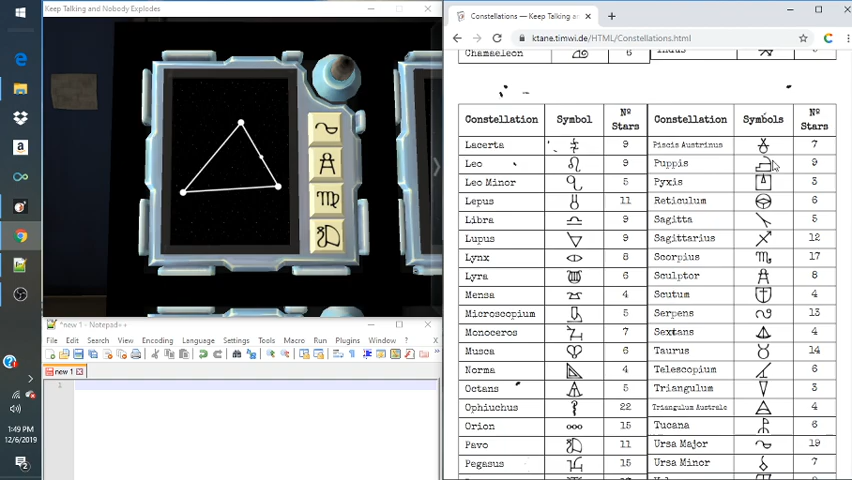 Keep Talking and Nobody Explodes
Constellations — Keep Talking and
ktane.timwi.de/HTML/Constellations.html
Chamaeleon 6 Indus
Constellation Symbol Nº Stars Constellation Symbols Nº Stars
Lacerta 9 Piscis Austrinus 7
Leo 9 Puppis 9
Leo Minor 5 Pyxis 3
Lepus 11 Reticulum 6
Libra 9 Sagitta 5
Lupus 9 Sagittarius 12
Lynx 8 Scorpius 17
Lyra 6 Sculptor 8
Mensa 4 Scutum 4
Microscopium 5 Serpens 13
Monoceros 7 Sextans 4
Musca 6 Taurus 14
Norma 4 Telescopium 6
Octans 5 Triangulum 3
Ophiuchus 22 Triangulum Australe 4
Orion 15 Tucana 6
Pavo 11 Ursa Major 19
Pegasus 15 Ursa Minor 7
*new 1 - Notepad++
File Edit Search View Encoding Language Settings Tools Macro Run Plugins Window
new 1
1
1:49 PM
12/6/2019
2